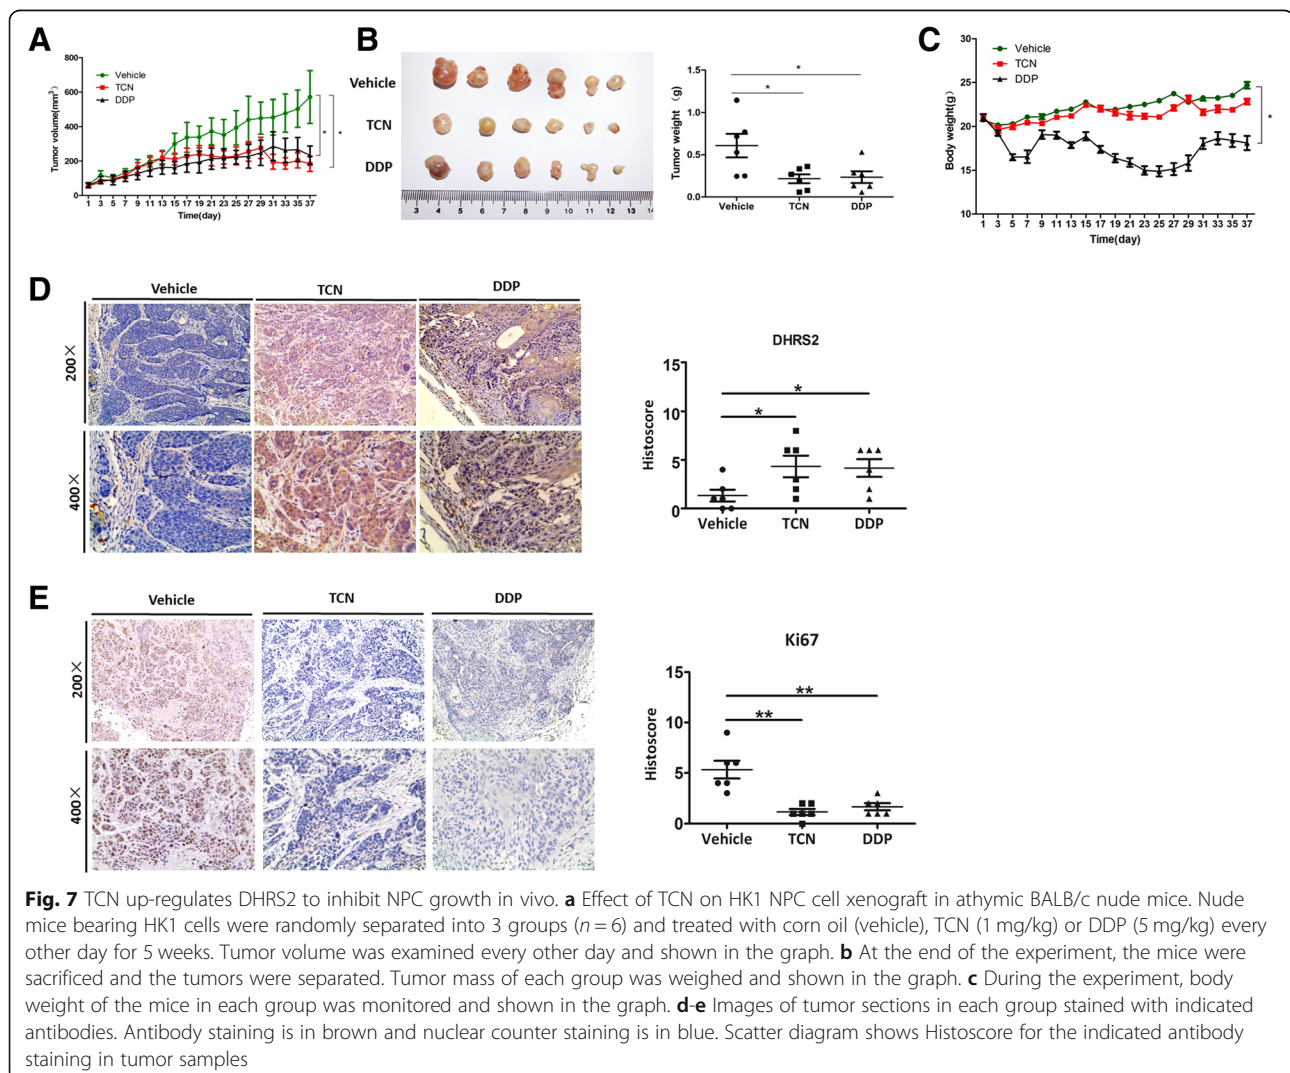 A
800
600
400
200
0
Tumor volume(mm³)
Vehicle
TCN
DDP
*
*
1 3 5 7 9 11 13 15 17 19 21 23 25 27 29 31 33 35 37
Time(day)
B
Vehicle
TCN
DDP
3 4 5 6 7 8 9 10 11 12 13 14
1.5
1.0
0.5
0.0
Tumor weight (g)
*
*
Vehicle TCN DDP
C
30
25
20
15
10
Body weight(g)
Vehicle
TCN
DDP
*
1 3 5 7 9 11 13 15 17 19 21 23 25 27 29 31 33 35 37
Time(day)
D
Vehicle TCN DDP
200×
400×
DHRS2
15
10
5
0
Histoscore
*
*
Vehicle TCN DDP
E
Vehicle TCN DDP
200×
400×
Ki67
15
10
5
0
Histoscore
**
**
Vehicle TCN DDP
Fig. 7 TCN up-regulates DHRS2 to inhibit NPC growth in vivo. a Effect of TCN on HK1 NPC cell xenograft in athymic BALB/c nude mice. Nude
mice bearing HK1 cells were randomly separated into 3 groups (n = 6) and treated with corn oil (vehicle), TCN (1 mg/kg) or DDP (5 mg/kg) every
other day for 5 weeks. Tumor volume was examined every other day and shown in the graph. b At the end of the experiment, the mice were
sacrificed and the tumors were separated. Tumor mass of each group was weighed and shown in the graph. c During the experiment, body
weight of the mice in each group was monitored and shown in the graph. d-e Images of tumor sections in each group stained with indicated
antibodies. Antibody staining is in brown and nuclear counter staining is in blue. Scatter diagram shows Histoscore for the indicated antibody
staining in tumor samples